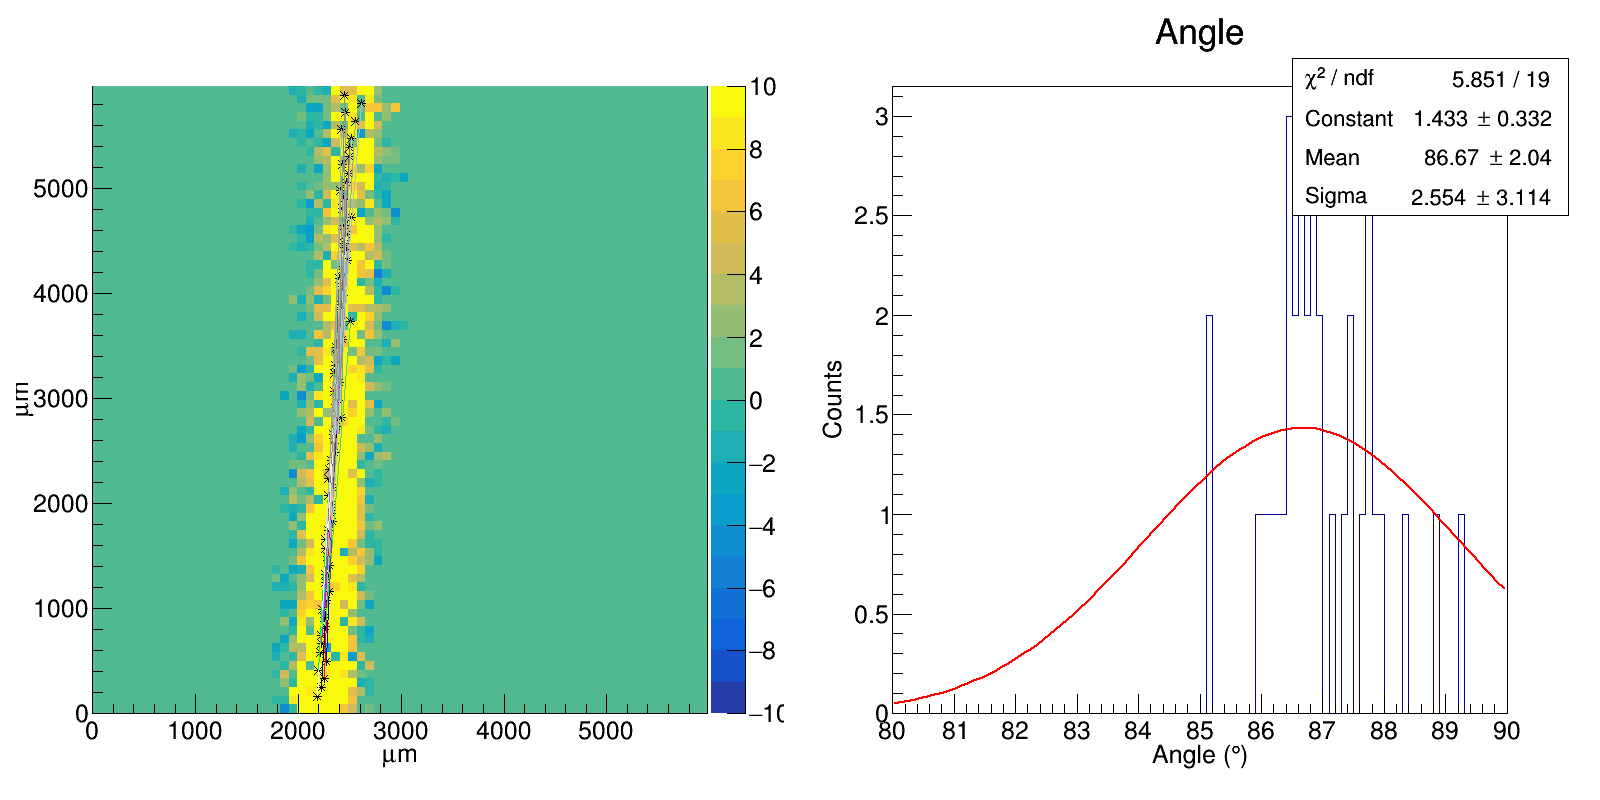 Angle
χ² / ndf 5.851 / 19
Constant 1.433 ± 0.332
Mean 86.67 ± 2.04
Sigma 2.554 ± 3.114
10
8
6
4
2
0
−2
−4
−6
−8
−10
5000
4000
3000
2000
1000
0
μm
0 1000 2000 3000 4000 5000
μm
3
2.5
2
1.5
1
0.5
0
Counts
80 81 82 83 84 85 86 87 88 89 90
Angle (°)